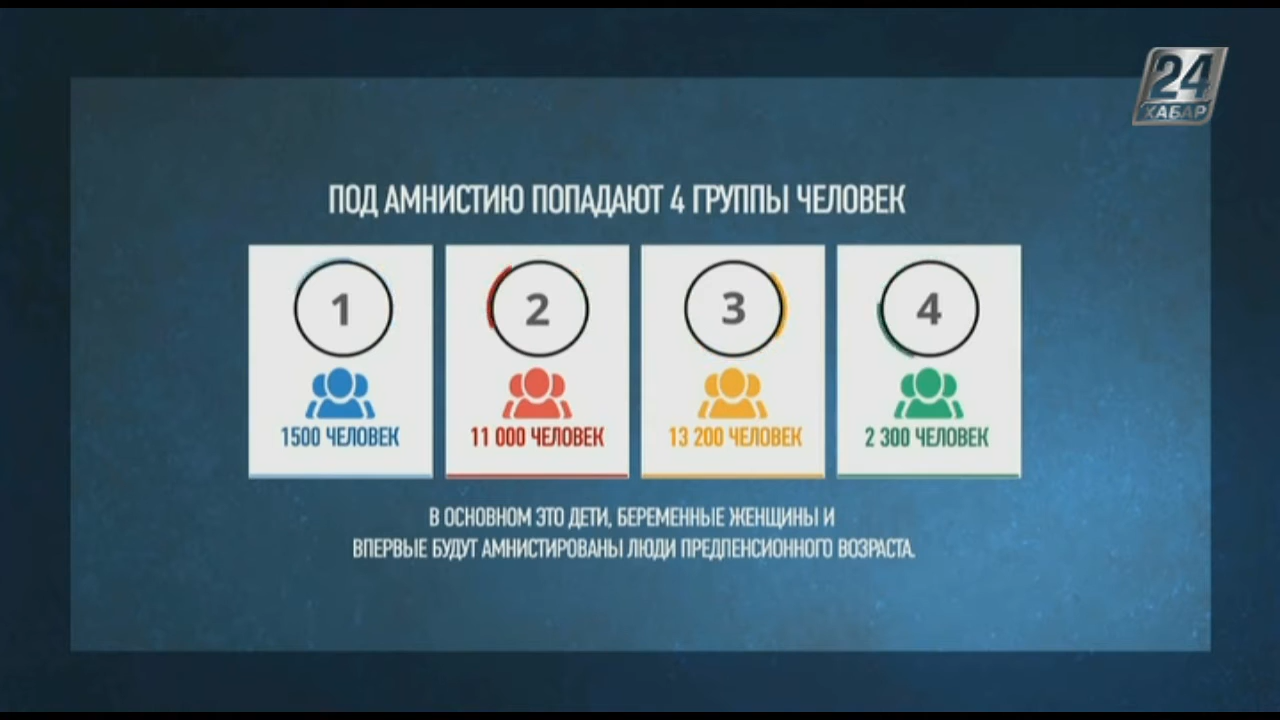 24
ХАБАР
ПОД АМНИСТИЮ ПОПАДАЮТ 4 ГРУППЫ ЧЕЛОВЕК
1
2
3
4
1500 ЧЕЛОВЕК
11 000 ЧЕЛОВЕК
13 200 ЧЕЛОВЕК
2 300 ЧЕЛОВЕК
В ОСНОВНОМ ЭТО ДЕТИ, БЕРЕМЕННЫЕ ЖЕНЩИНЫ И
ВПЕРВЫЕ БУДУТ АМНИСТИРОВАНЫ ЛЮДИ ПРЕДПЕНСИОННОГО ВОЗРАСТА.